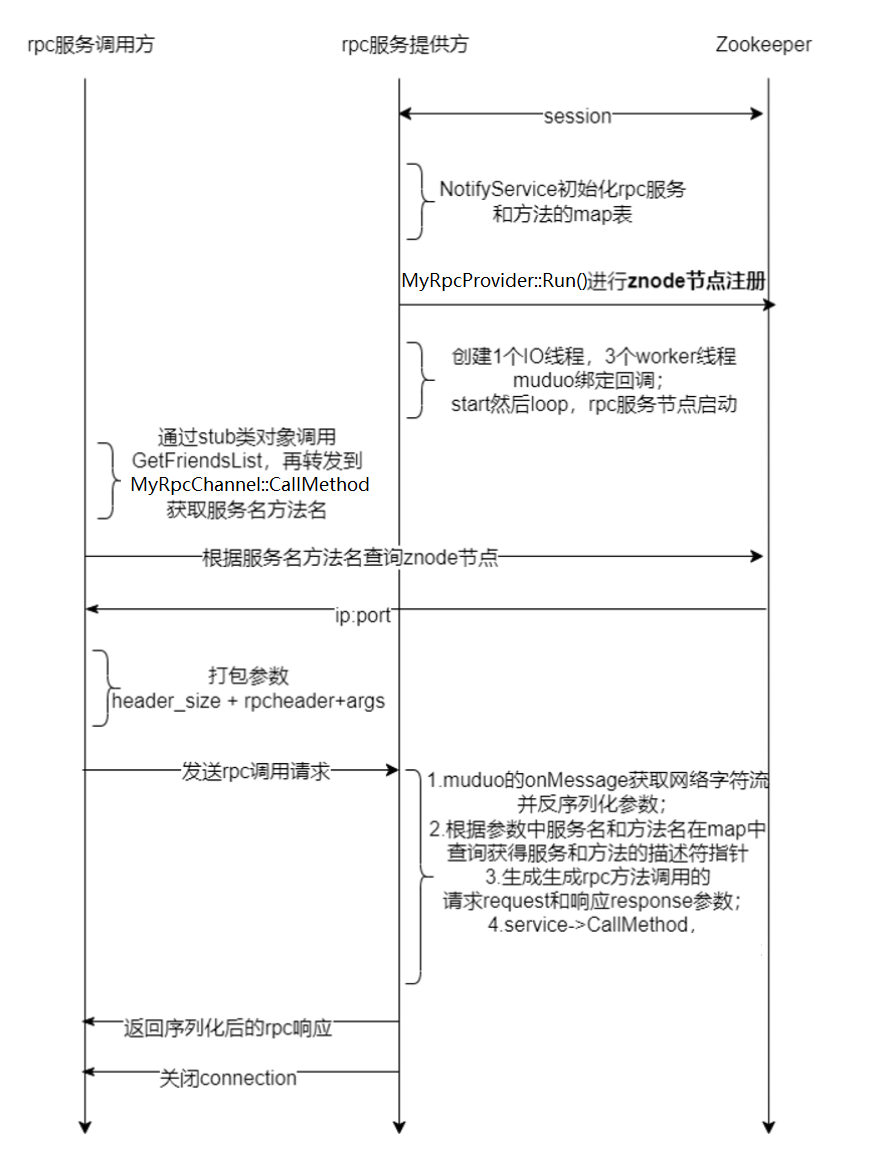 rpc服务调用方
rpc服务提供方
Zookeeper
session
NotifyService初始化rpc服务
和方法的map表
MyRpcProvider::Run()进行znode节点注册
创建1个IO线程，3个worker线程
muduo绑定回调；
start然后loop，rpc服务节点启动
通过stub类对象调用
GetFriendsList，再转发到
MyRpcChannel::CallMethod
获取服务名方法名
根据服务名方法名查询znode节点
ip:port
打包参数
header_size + rpcheader+args
发送rpc调用请求
1.muduo的onMessage获取网络字符流
并反序列化参数；
2.根据参数中服务名和方法名在map中
查询获得服务和方法的描述符指针
3.生成生成rpc方法调用的
请求request和响应response参数；
4.service->CallMethod，
返回序列化后的rpc响应
关闭connection